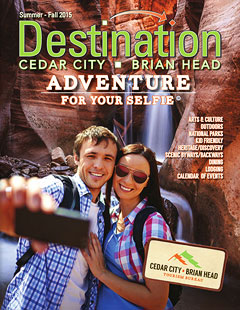 Summer - Fall 2015
Destination
CEDAR CITY ■ BRIAN HEAD
ADVENTURE
FOR YOUR SELFIE©
ARTS & CULTURE
OUTDOORS
NATIONAL PARKS
KID FRIENDLY
HERITAGE/DISCOVERY
SCENIC BYWAYS/BACKWAYS
DINING
LODGING
CALENDAR OF EVENTS
CEDAR CITY BRIAN HEAD
TOURISM BUREAU